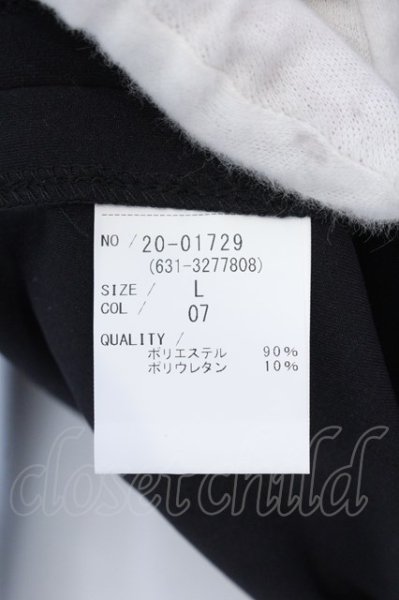 NO / 20-01729
(631-3277808)
SIZE / L
COL / 07
QUALITY /
ポリエステル 90%
ポリウレタン 10%
closet child